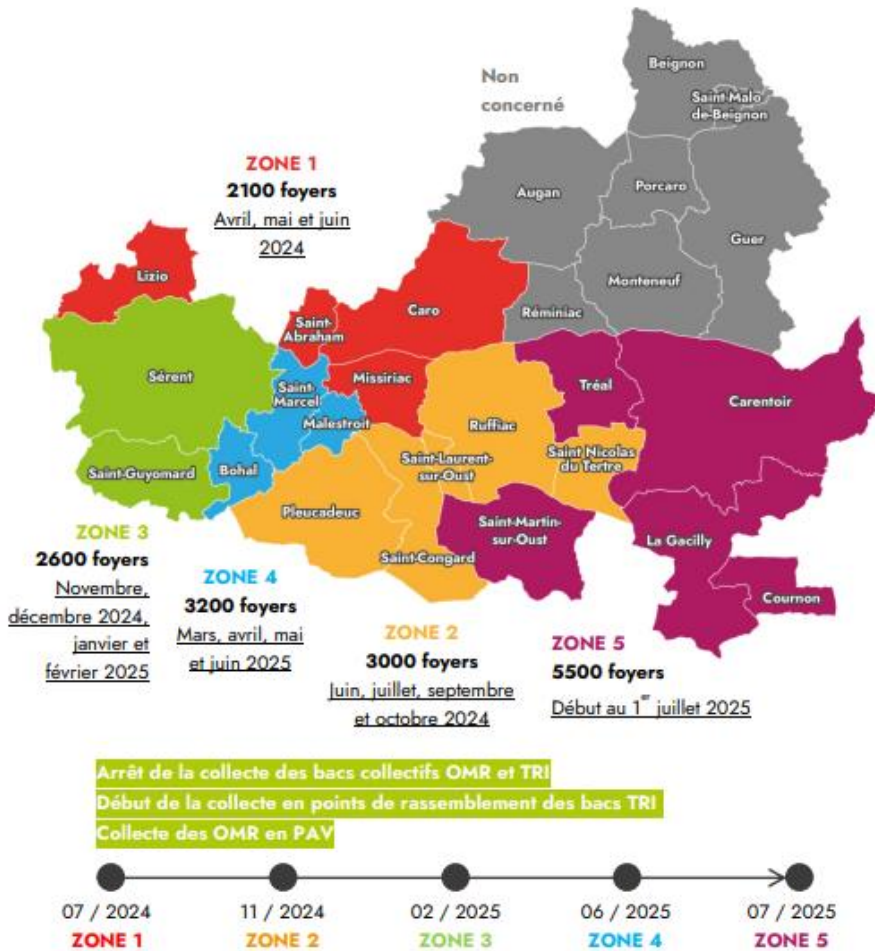 Non
concerné
Beignon
Saint-Malo
de-Beignon
Augan
Porcaro
Guer
Monteneuf
Réminiac
ZONE 1
2100 foyers
Avril, mai et juin
2024
Lizio
Saint-
Abraham
Caro
Missiriac
Sérent
Saint-
Marcel
Malestroit
Tréal
Carentoir
Ruffiac
Saint-Guyomard
Bohal
Saint-Laurent-
sur-Oust
Saint Nicolas
du Tertre
Pleucadeuc
Saint-Martin-
sur-Oust
La Gacilly
Saint-Congard
Cournon
ZONE 3
2600 foyers
Novembre,
décembre 2024,
janvier et
février 2025
ZONE 4
3200 foyers
Mars, avril, mai
et juin 2025
ZONE 2
3000 foyers
Juin, juillet, septembre
et octobre 2024
ZONE 5
5500 foyers
Début au 1er juillet 2025
Arrêt de la collecte des bacs collectifs OMR et TRI
Début de la collecte en points de rassemblement des bacs TRI
Collecte des OMR en PAV
07 / 2024 11 / 2024 02 / 2025 06 / 2025 07 / 2025
ZONE 1 ZONE 2 ZONE 3 ZONE 4 ZONE 5